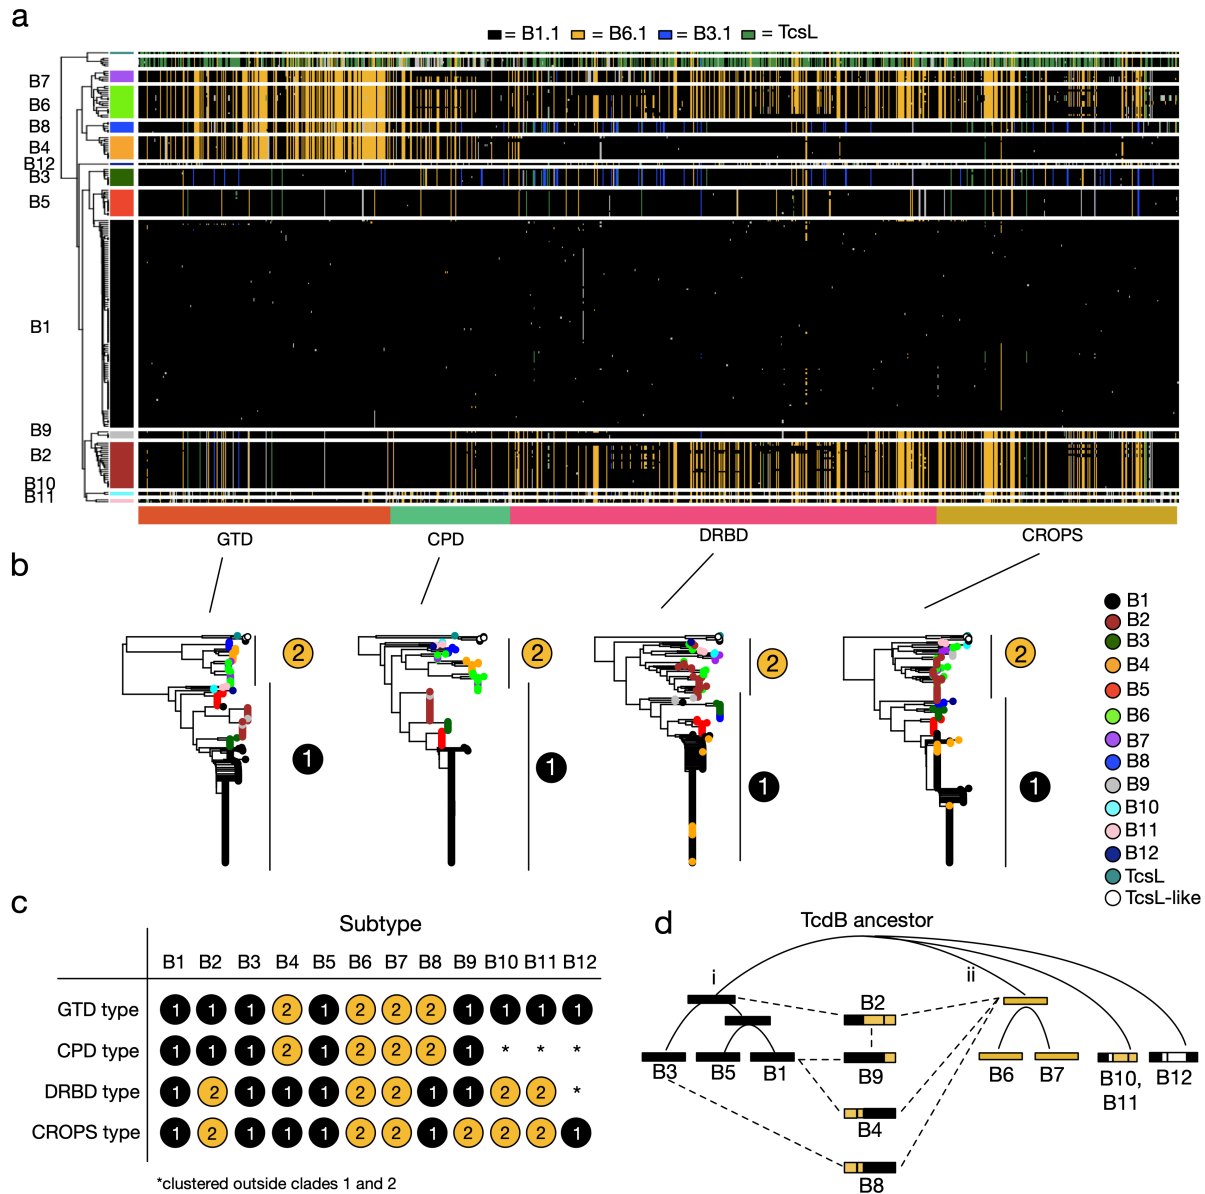 a
= B1.1 = B6.1 = B3.1 = TcsL
B7
B6
B8
B4
B12
B3
B5
B1
B9
B2
B10
B11
GTD CPD DRBD CROPS
b
2 2 2 2
1 1 1 1
B1
B2
B3
B4
B5
B6
B7
B8
B9
B10
B11
B12
TcsL
TcsL-like
c
Subtype
B1 B2 B3 B4 B5 B6 B7 B8 B9 B10 B11 B12
GTD type 1 1 1 2 1 2 2 2 1 1 1 1
CPD type 1 1 1 2 1 2 2 2 1 * * *
DRBD type 1 2 1 1 1 2 2 1 1 2 2 *
CROPS type 1 2 1 1 1 2 2 1 2 2 2 1
*clustered outside clades 1 and 2
d
TcdB ancestor
i ii
B2
B3 B5 B1 B9 B6 B7 B10, B12
B11
B4
B8